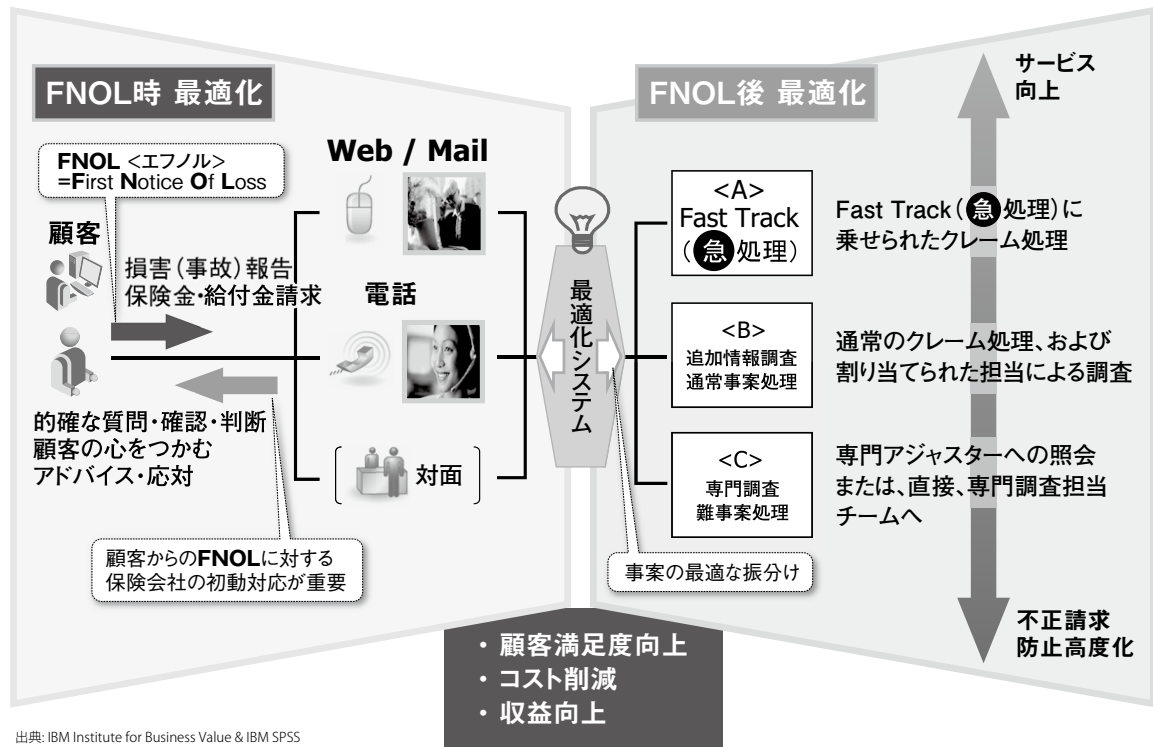 FNOL時 最適化
FNOL <エフノル>
=First Notice Of Loss
顧客
損害(事故)報告
保険金・給付金請求
的確な質問・確認・判断
顧客の心をつかむ
アドバイス・応対
顧客からのFNOLに対する
保険会社の初動対応が重要
Web / Mail
電話
対面
最適化システム
FNOL後 最適化
<A>
Fast Track
(急処理)
Fast Track(急処理)に
乗せられたクレーム処理
<B>
追加情報調査
通常事案処理
通常のクレーム処理、および
割り当てられた担当による調査
<C>
専門調査
難事案処理
専門アジャスターへの照会
または、直接、専門調査担当
チームへ
事案の最適な振分け
サービス
向上
不正請求
防止高度化
・ 顧客満足度向上
・ コスト削減
・ 収益向上
出典: IBM Institute for Business Value & IBM SPSS